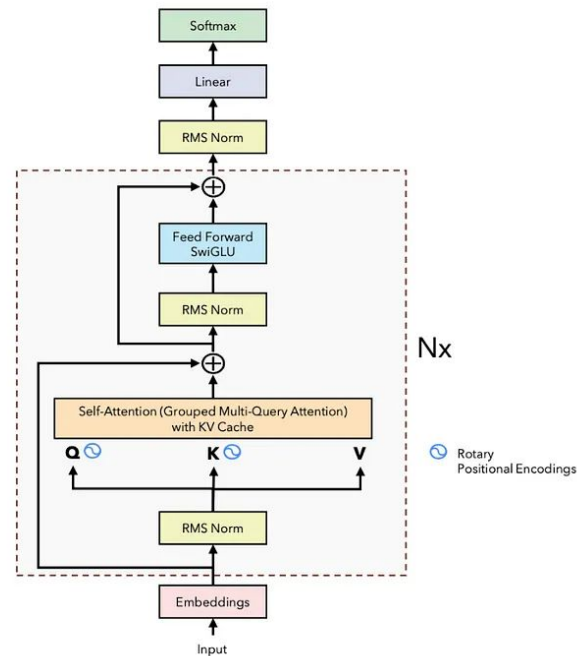 Softmax
Linear
RMS Norm
Feed Forward
SwiGLU
RMS Norm
Nx
Self-Attention (Grouped Multi-Query Attention)
with KV Cache
Q K V
Rotary
Positional Encodings
RMS Norm
Embeddings
Input